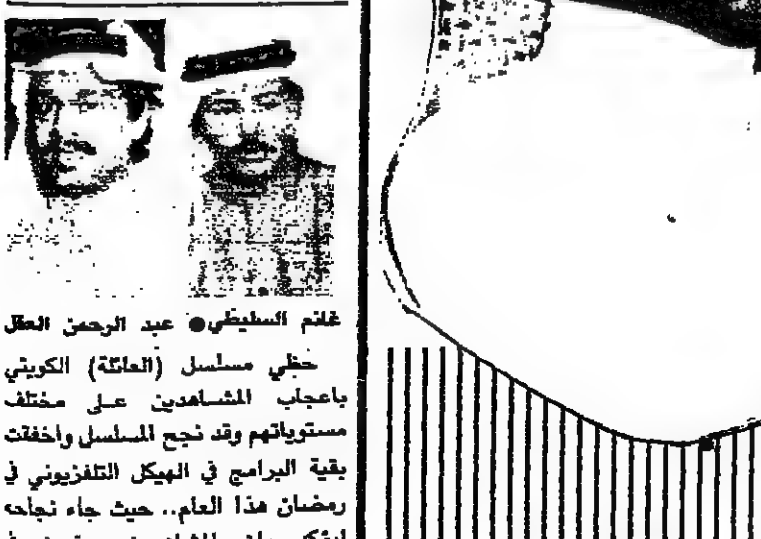 غانم السليطي ● عبد الرحمن العقل
حظي مسلسل (العائلة) الكويتي
باعجاب المشاهدين على مختلف
مستوياتهم وقد نجح المسلسل واخفقت
بقية البرامج في الهيكل التلفزيوني في
رمضان هذا العام.. حيث جاء نجاحه